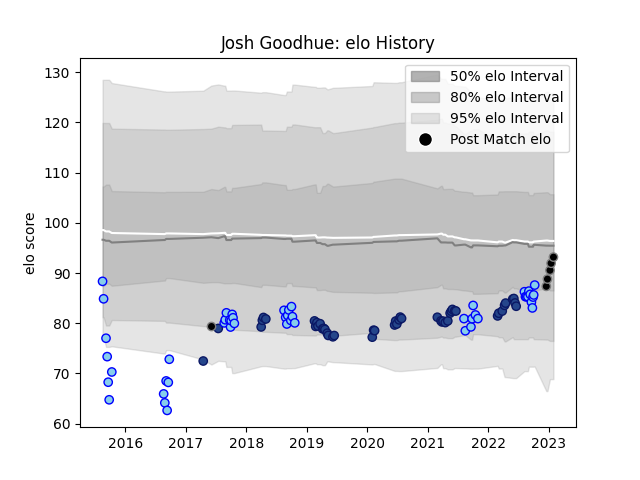 Josh Goodhue: elo History
50% elo Interval
80% elo Interval
95% elo Interval
Post Match elo
elo score
130
120
110
100
90
80
70
60
2016 2017 2018 2019 2020 2021 2022 2023